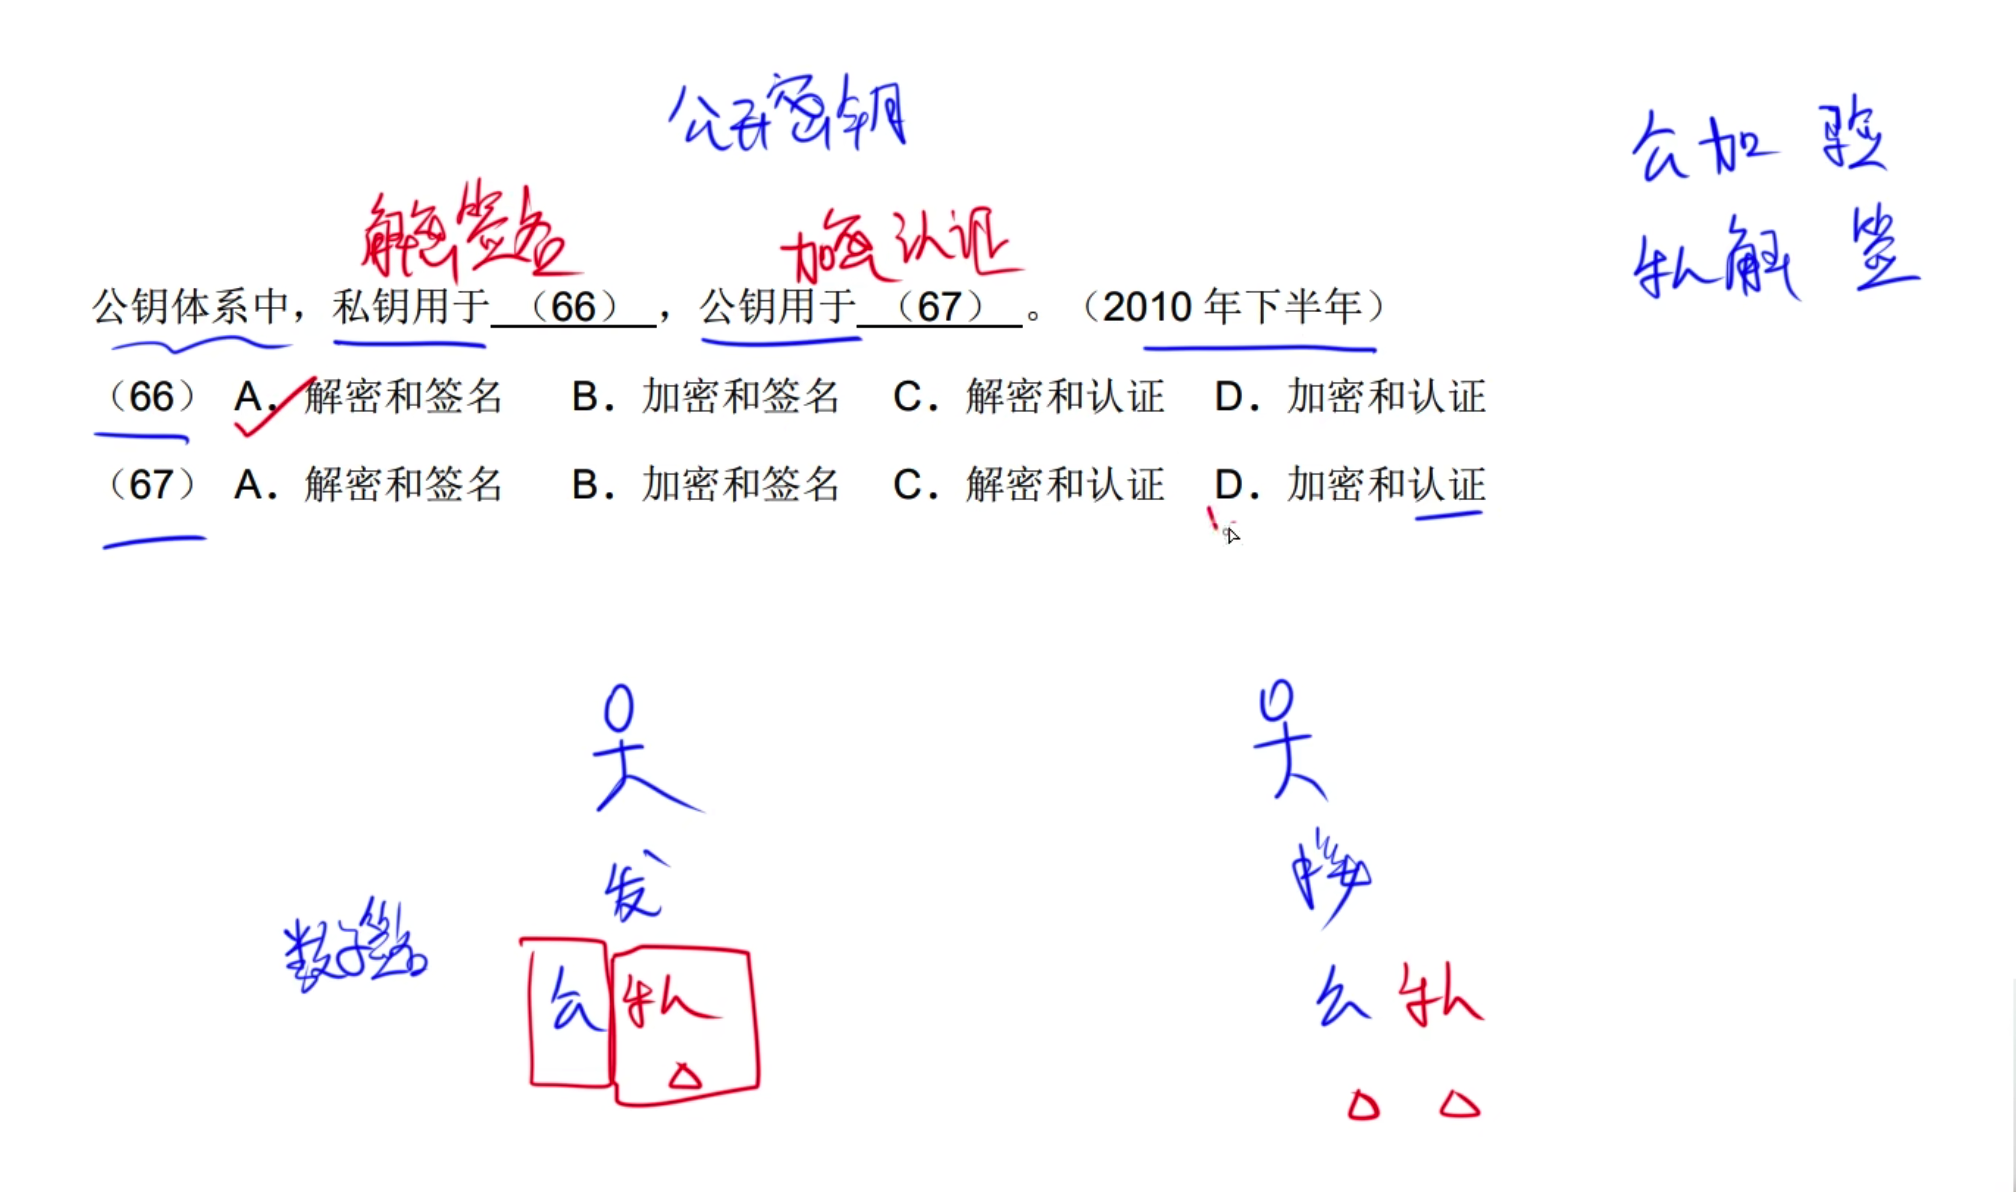 公开密钥
公加 验
私解 签
解密签名 加密认证
公钥体系中，私钥用于 （66） ，公钥用于 （67） 。（2010 年下半年）
（66） A．解密和签名 B．加密和签名 C．解密和认证 D．加密和认证
（67） A．解密和签名 B．加密和签名 C．解密和认证 D．加密和认证
发 接
数字签名
公 私 公 私